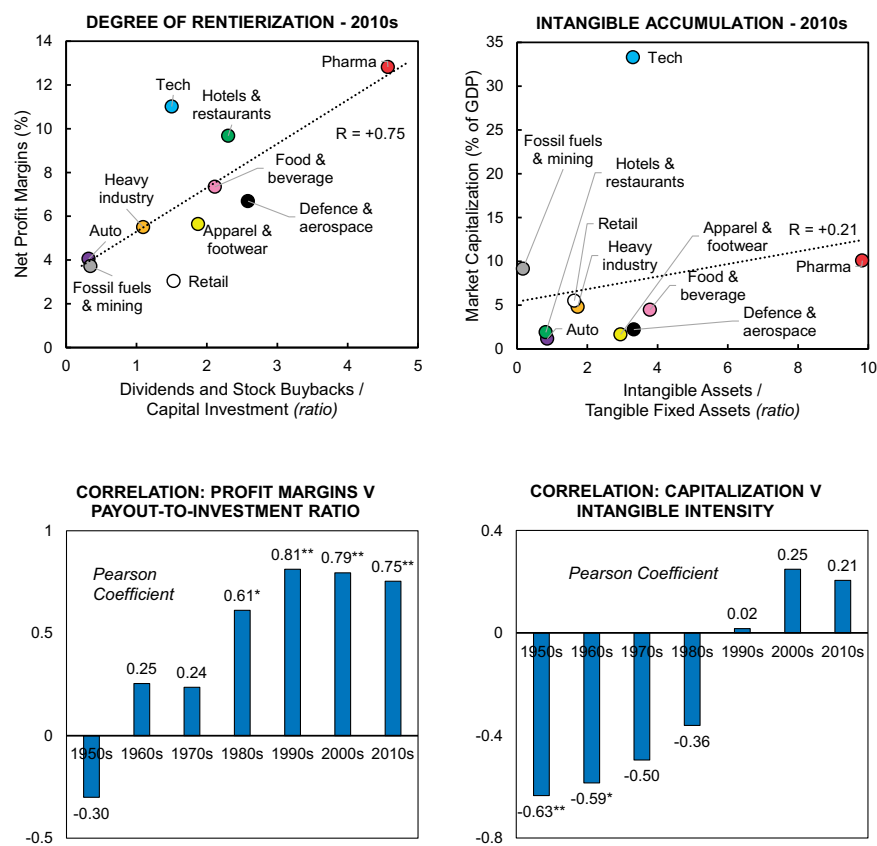 DEGREE OF RENTIERIZATION - 2010s
14
12
10
8
6
4
2
0
Net Profit Margins (%)
Pharma
Tech
Hotels &
restaurants
R = +0.75
Food &
beverage
Heavy
industry
Defence &
aerospace
Auto
Apparel &
footwear
Fossil fuels
& mining
Retail
0
1
2
3
4
5
Dividends and Stock Buybacks /
Capital Investment (ratio)
INTANGIBLE ACCUMULATION - 2010s
35
30
25
20
15
10
5
0
Market Capitalization (% of GDP)
Tech
Fossil fuels
& mining
Hotels &
restaurants
Retail
Heavy
industry
Apparel &
footwear
R = +0.21
Pharma
Food &
beverage
Defence &
aerospace
Auto
0
2
4
6
8
10
Intangible Assets /
Tangible Fixed Assets (ratio)
CORRELATION: PROFIT MARGINS V
PAYOUT-TO-INVESTMENT RATIO
1
0.5
0
-0.5
Pearson
Coefficient
-0.30
0.25
0.24
0.61*
0.81**
0.79**
0.75**
1950s
1960s
1970s
1980s
1990s
2000s
2010s
CORRELATION: CAPITALIZATION V
INTANGIBLE INTENSITY
0.4
0
-0.4
-0.8
Pearson Coefficient
0.02
0.25
0.21
1950s
1960s
1970s
1980s
1990s
2000s
2010s
-0.63**
-0.59*
-0.50
-0.36